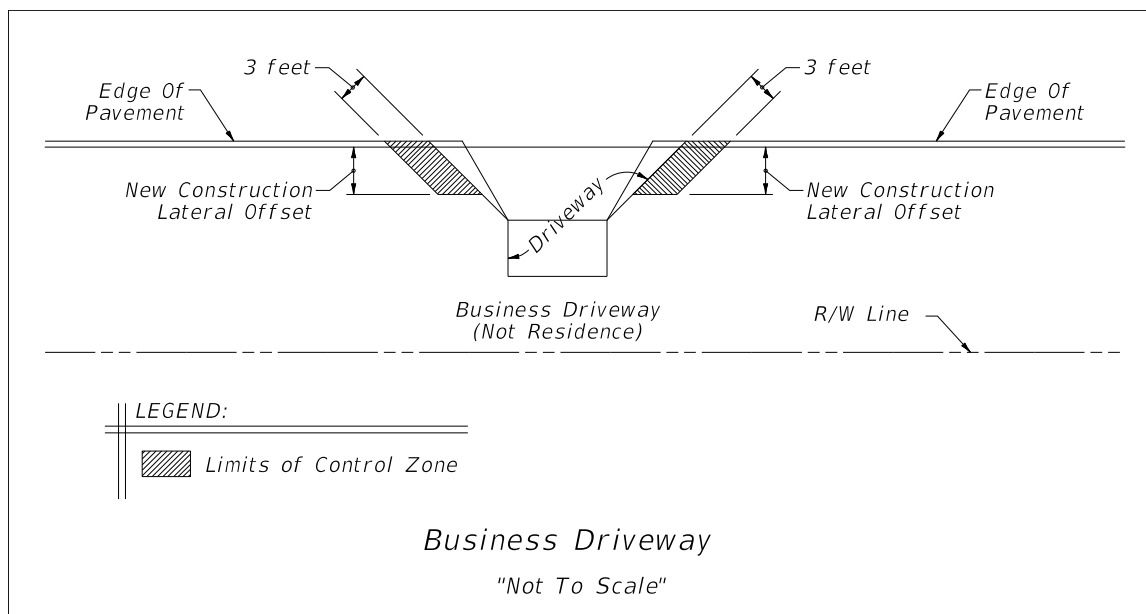 3 feet
3 feet
Edge Of
Pavement
Edge Of
Pavement
New Construction
Lateral Offset
Driveway
New Construction
Lateral Offset
Business Driveway
(Not Residence)
R/W Line
LEGEND:
Limits of Control Zone
Business Driveway
"Not To Scale"